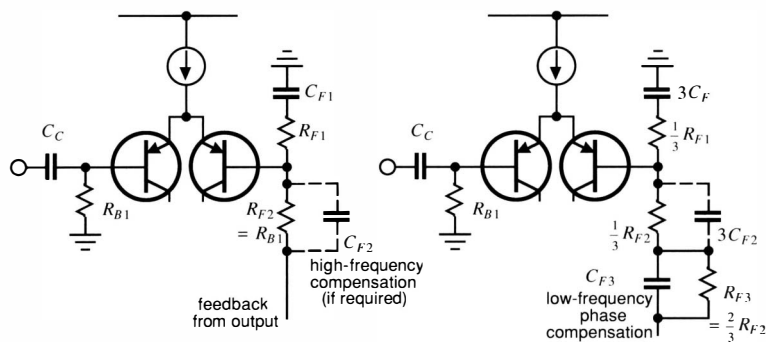 C_F1
R_F1
C_C
R_B1
R_F2
= R_B1
C_F2
high-frequency
compensation
(if required)
feedback
from output
3C_F
1/3 R_F1
C_C
R_B1
1/3 R_F2
3C_F2
C_F3
low-frequency
phase
compensation
R_F3
= 2/3 R_F2